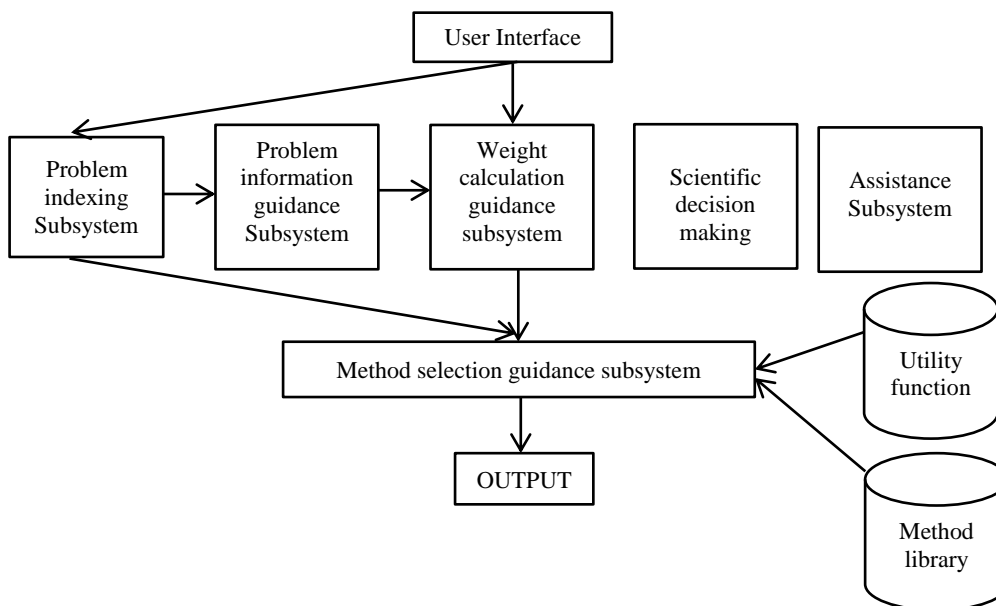 User Interface
Problem
indexing
Subsystem
Problem
information
guidance
Subsystem
Weight
calculation
guidance
subsystem
Scientific
decision
making
Assistance
Subsystem
Method selection guidance subsystem
Utility
function
OUTPUT
Method
library